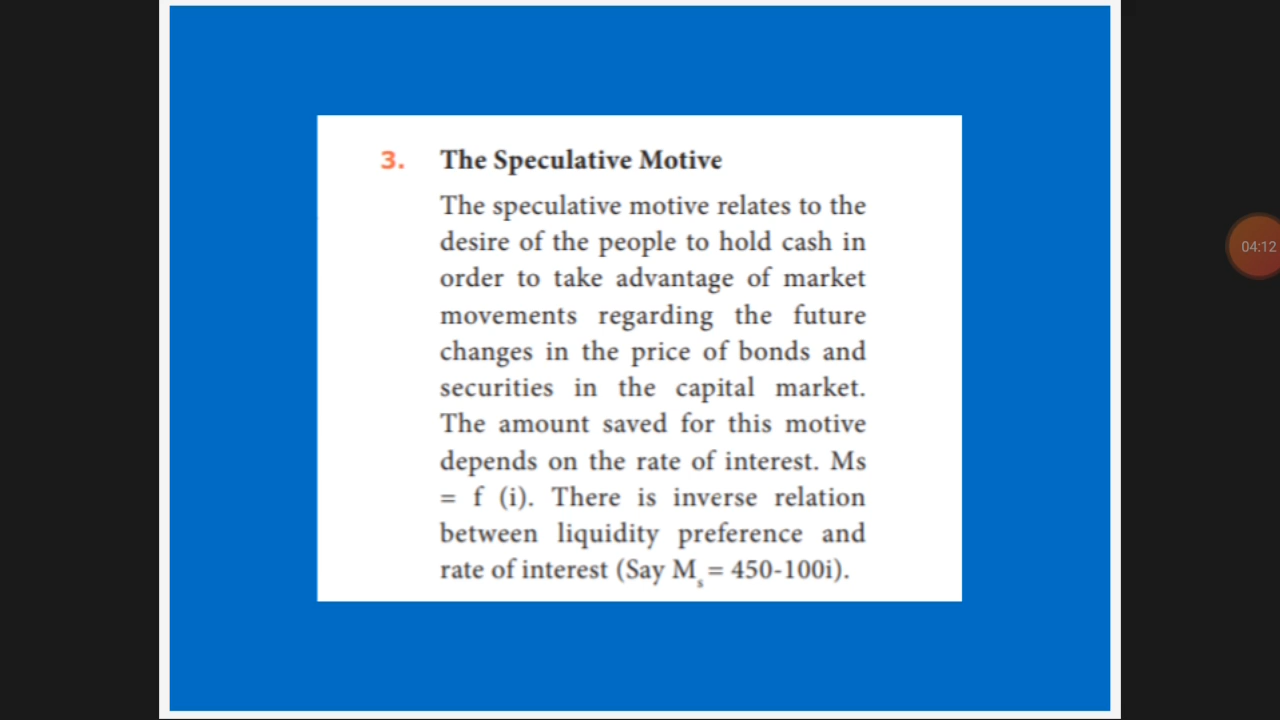 3. The Speculative Motive
The speculative motive relates to the
desire of the people to hold cash in
order to take advantage of market
movements regarding the future
changes in the price of bonds and
securities in the capital market.
The amount saved for this motive
depends on the rate of interest. Ms
= f (i). There is inverse relation
between liquidity preference and
rate of interest (Say Ms = 450-100i).
04:12